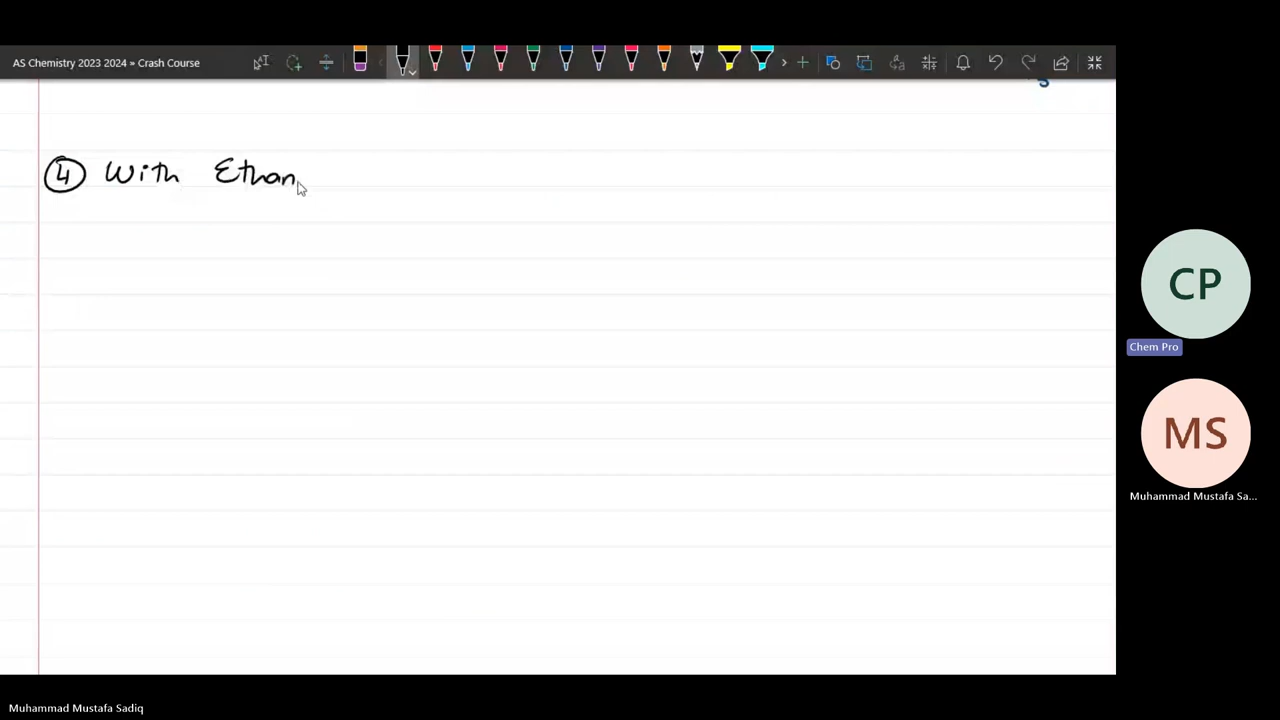 AS Chemistry 2023 2024 » Crash Course
④ With Ethan
CP
Chem Pro
MS
Muhammad Mustafa Sa...
Muhammad Mustafa Sadiq